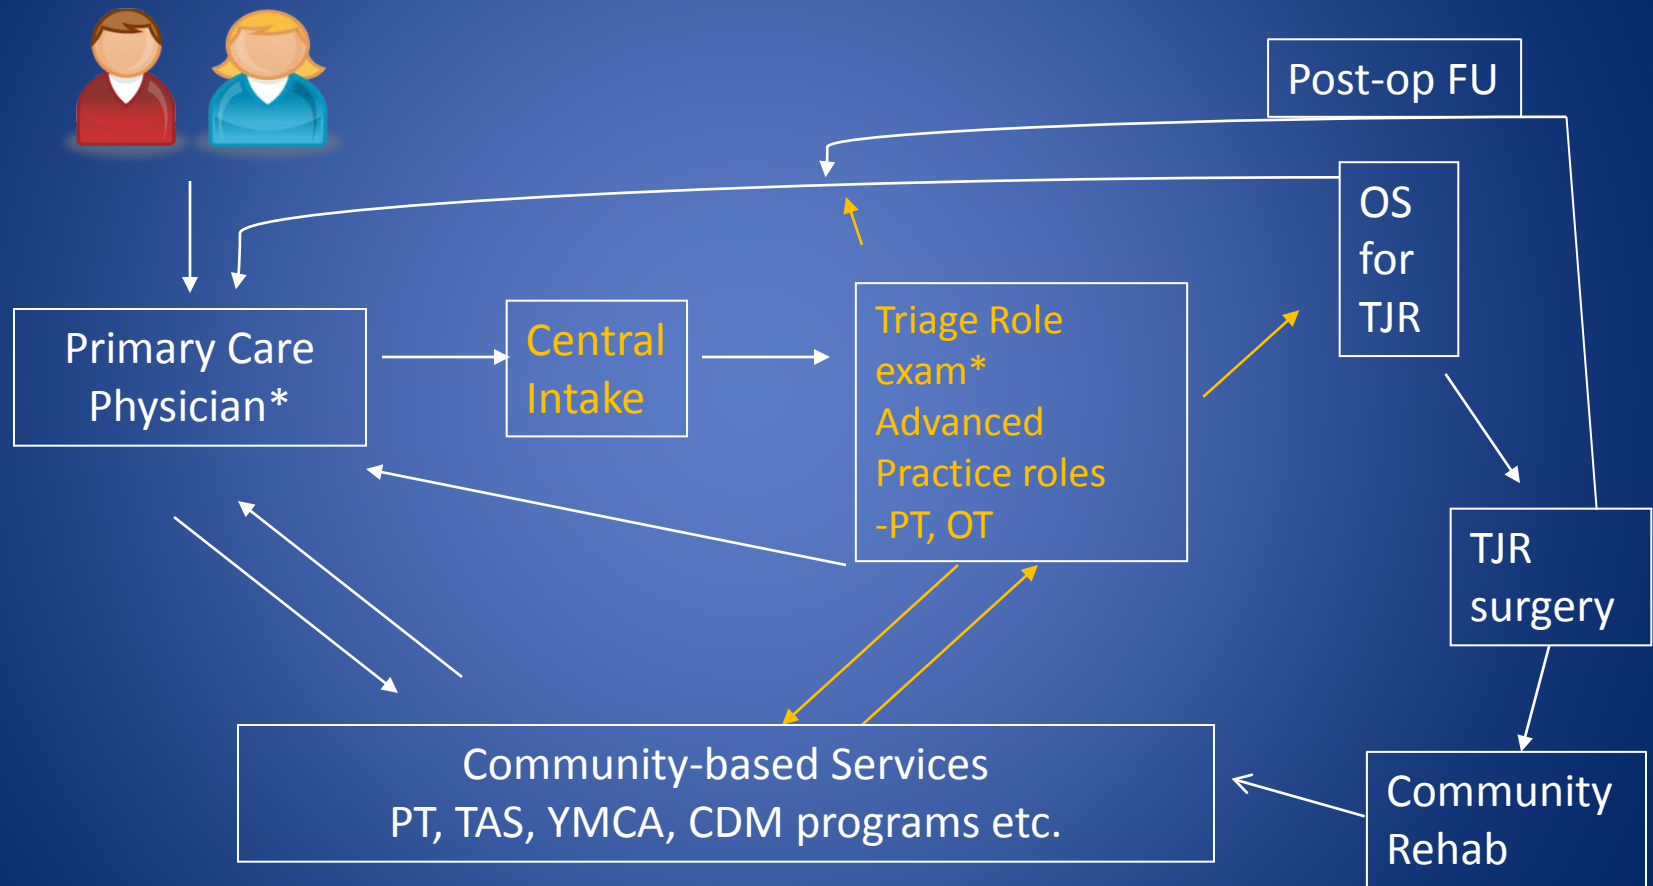 Post-op FU
OS
for
TJR
Primary Care
Physician*
Central
Intake
Triage Role
exam*
Advanced
Practice roles
-PT, OT
TJR
surgery
Community-based Services
PT, TAS, YMCA, CDM programs etc.
Community
Rehab